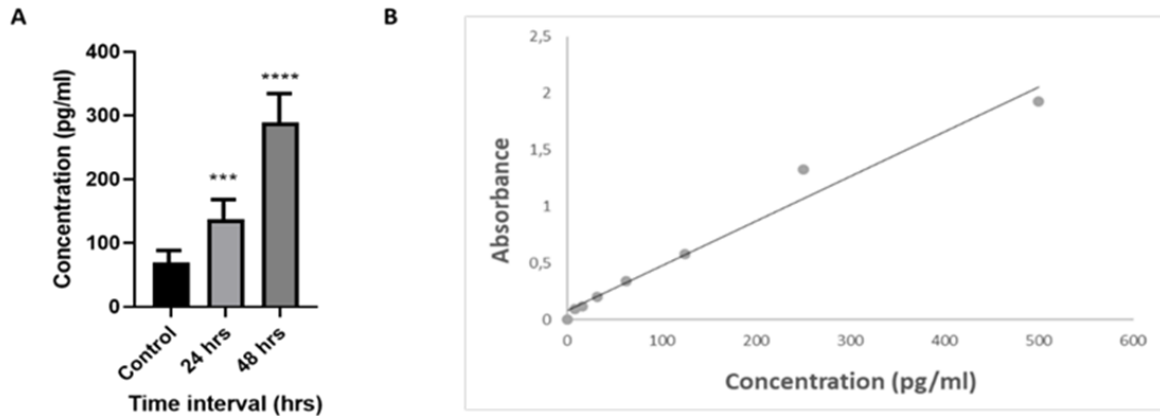 A
Concentration (pg/ml)
400
300
200
100
0
***
****
Control
24 hrs
48 hrs
Time interval (hrs)
B
Absorbance
2,5
2
1,5
1
0,5
0
0
100
200
300
400
500
600
Concentration (pg/ml)